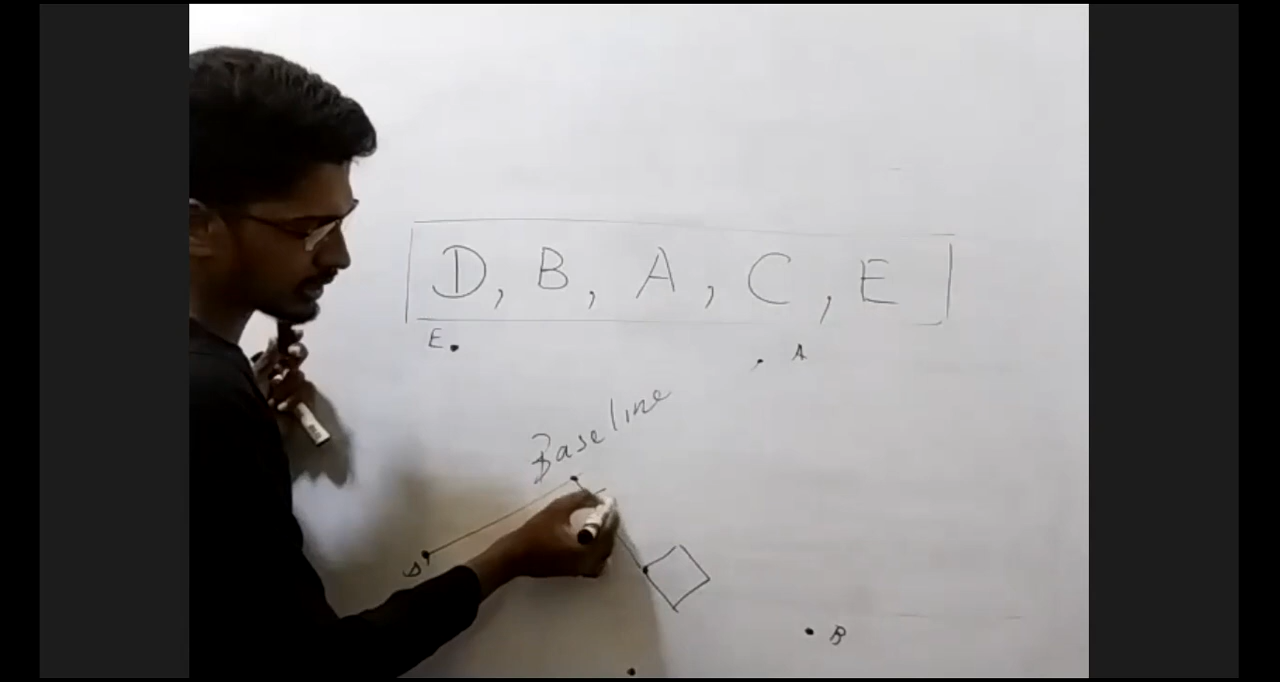 D, B, A, C, E
E.
. A
Baseline
D
. B